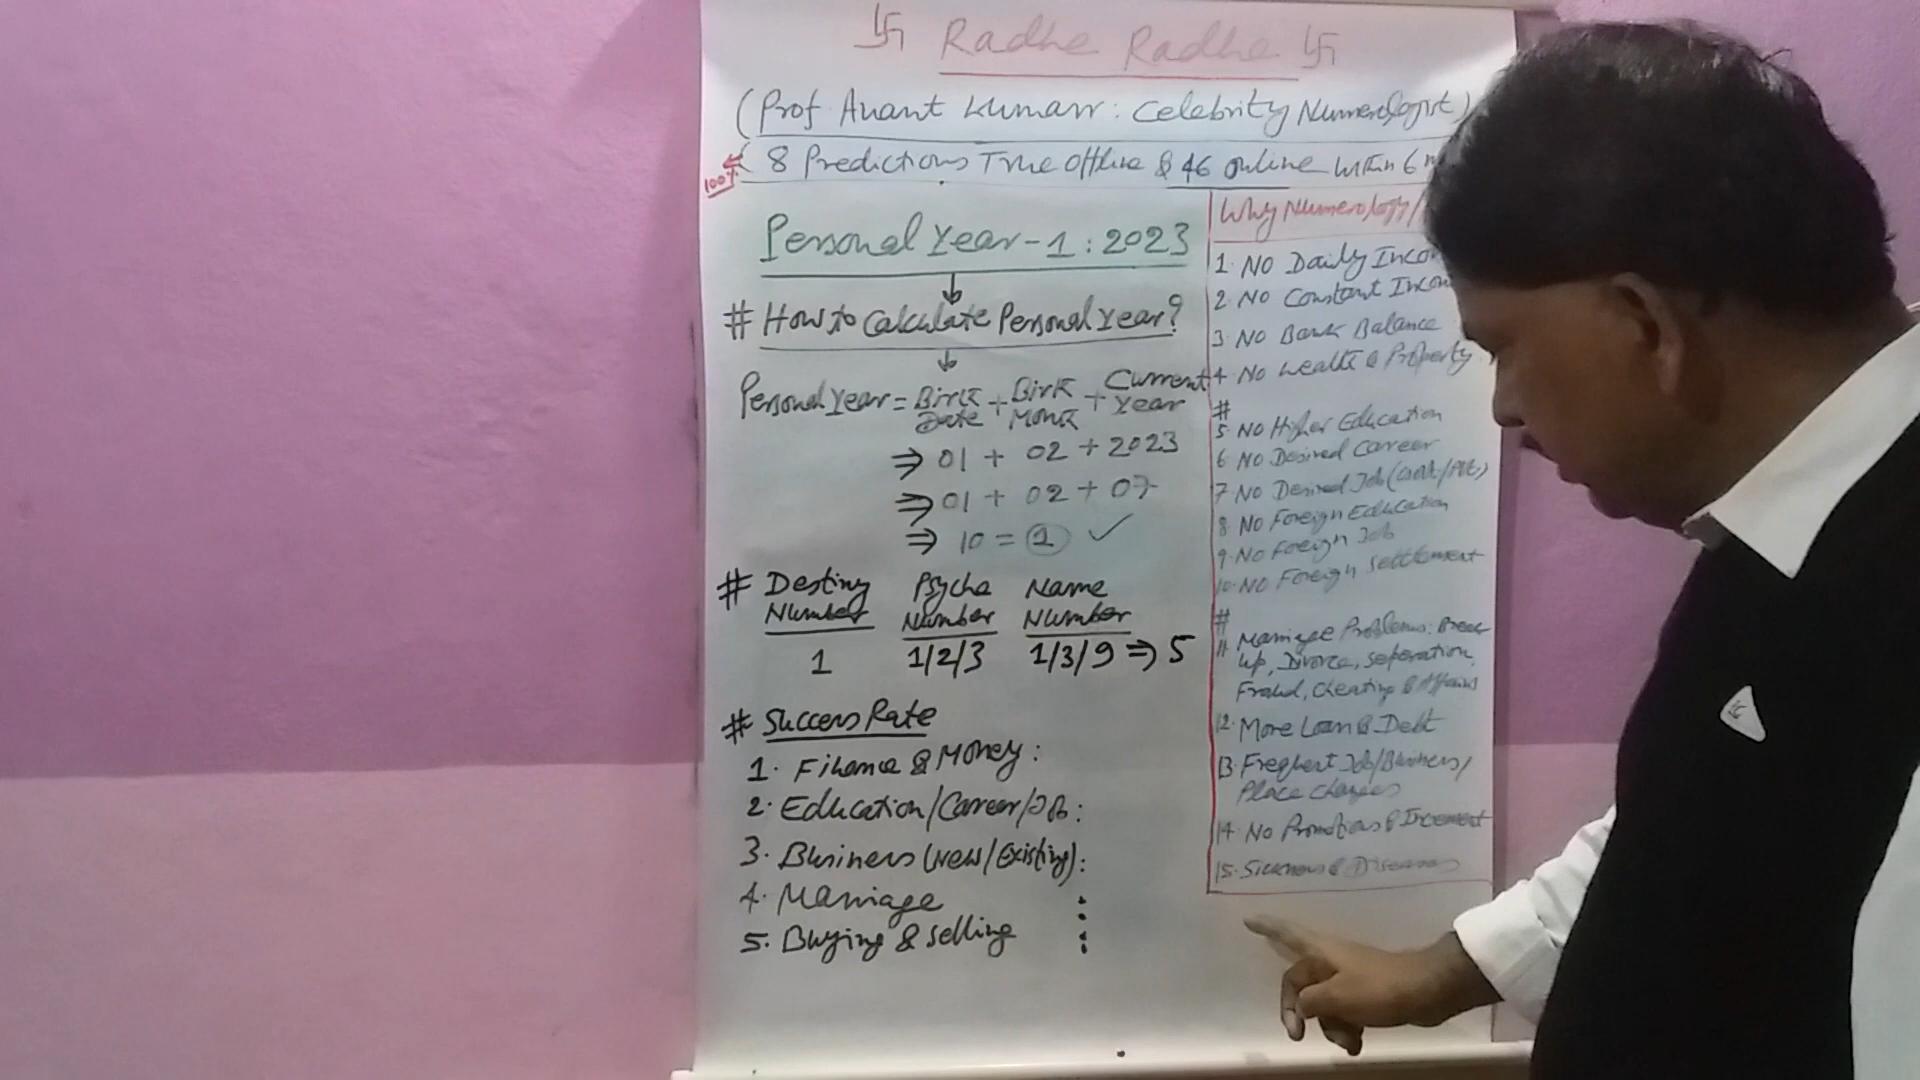 卐 Radhe Radhe 卐
(Prof Anant Kumarr: Celebrity Numerologist)
100%
( 8 Predictions True Offline & 46 online within 6
Personal Year-1: 2023
↓
# How to Calculate Personal Year?
↓
Personal Year = Birth Date + Birth Month + Current Year
⇒ 01 + 02 + 2023
⇒ 01 + 02 + 07
⇒ 10 = 1 ✓
# Destiny Number Psyche Number Name Number
1 1/2/3 1/3/9 ⇒ 5
# Success Rate
1. Finance & Money:
2. Education/Career/Job:
3. Business (New/Existing):
4. Marriage :
5. Buying & Selling :
Why Numerology/
1. No Daily Incom
2. No Constant Incom
3. No Bank Balance
4. No Wealth & Property
#
5 No Higher Education
6 No Desired Career
7 No Desired Job (Govt./Pvt.)
8 No Foreign Education
9. No Foreign Job
10. No Foreign Settlement
#
11 Marriage Problems: Break
up, Divorce, Seperation,
Fraud, Cheating & Affairs
12. More Loan & Debt
13. Frequent Job/Business/
Place Changes
14. No Promotions & Increment
15. Sickness & Diseases